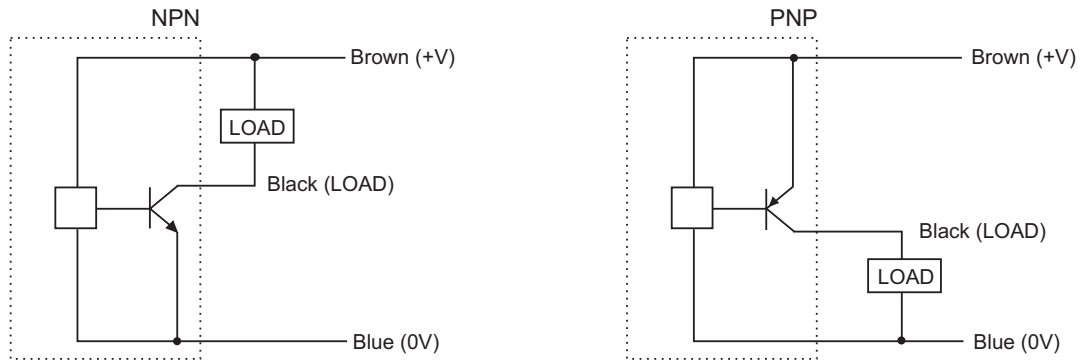 NPN
Brown (+V)
LOAD
Black (LOAD)
Blue (0V)
PNP
Brown (+V)
Black (LOAD)
LOAD
Blue (0V)